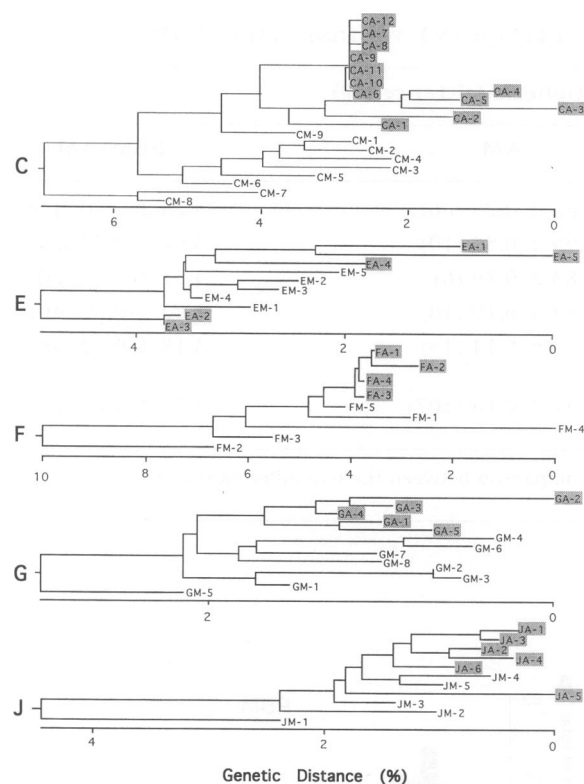 CA-12
CA-7
CA-8
CA-9
CA-11
CA-10
CA-6
CA-4
CA-5
CA-3
CA-2
CA-1
CM-9
CM-1
CM-2
CM-4
CM-3
CM-5
CM-6
CM-7
CM-8
C
6 4 2 0
EA-1
EA-5
EA-4
EM-5
EM-2
EM-3
EM-4
EM-1
EA-2
EA-3
E
4 2 0
FA-1
FA-2
FA-4
FA-3
FM-5
FM-1
FM-4
FM-3
FM-2
F
10 8 6 4 2 0
GA-2
GA-3
GA-4
GA-1
GA-5
GM-4
GM-6
GM-7
GM-8
GM-2
GM-3
GM-1
GM-5
G
2 0
JA-1
JA-3
JA-2
JA-4
JA-6
JM-4
JM-5
JA-5
JM-3
JM-2
JM-1
J
4 2 0
Genetic Distance (%)